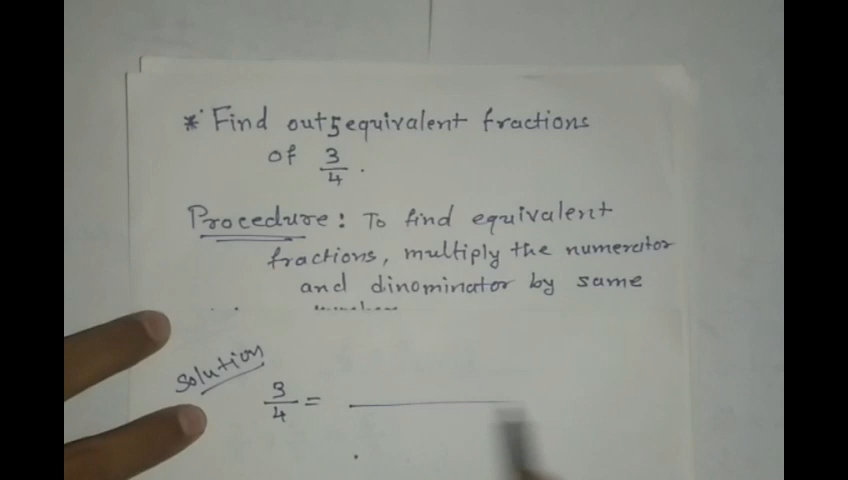 * Find out 5 equivalent fractions
of 3/4.
Procedure: To find equivalent
fractions, multiply the numerator
and dinominator by same
Solution
3/4 =